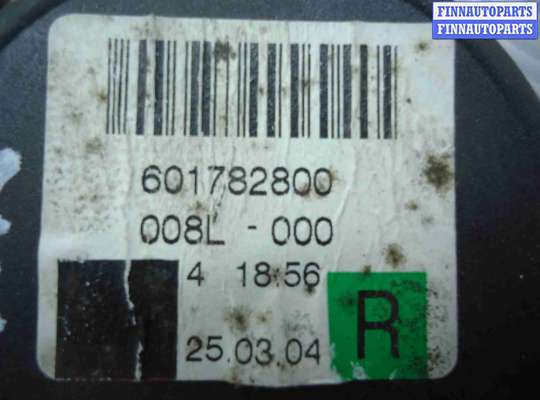 FINNAUTOPARTS
FINNAUTOPARTS
601782800
008L - 000
4 18:56
25.03.04
R